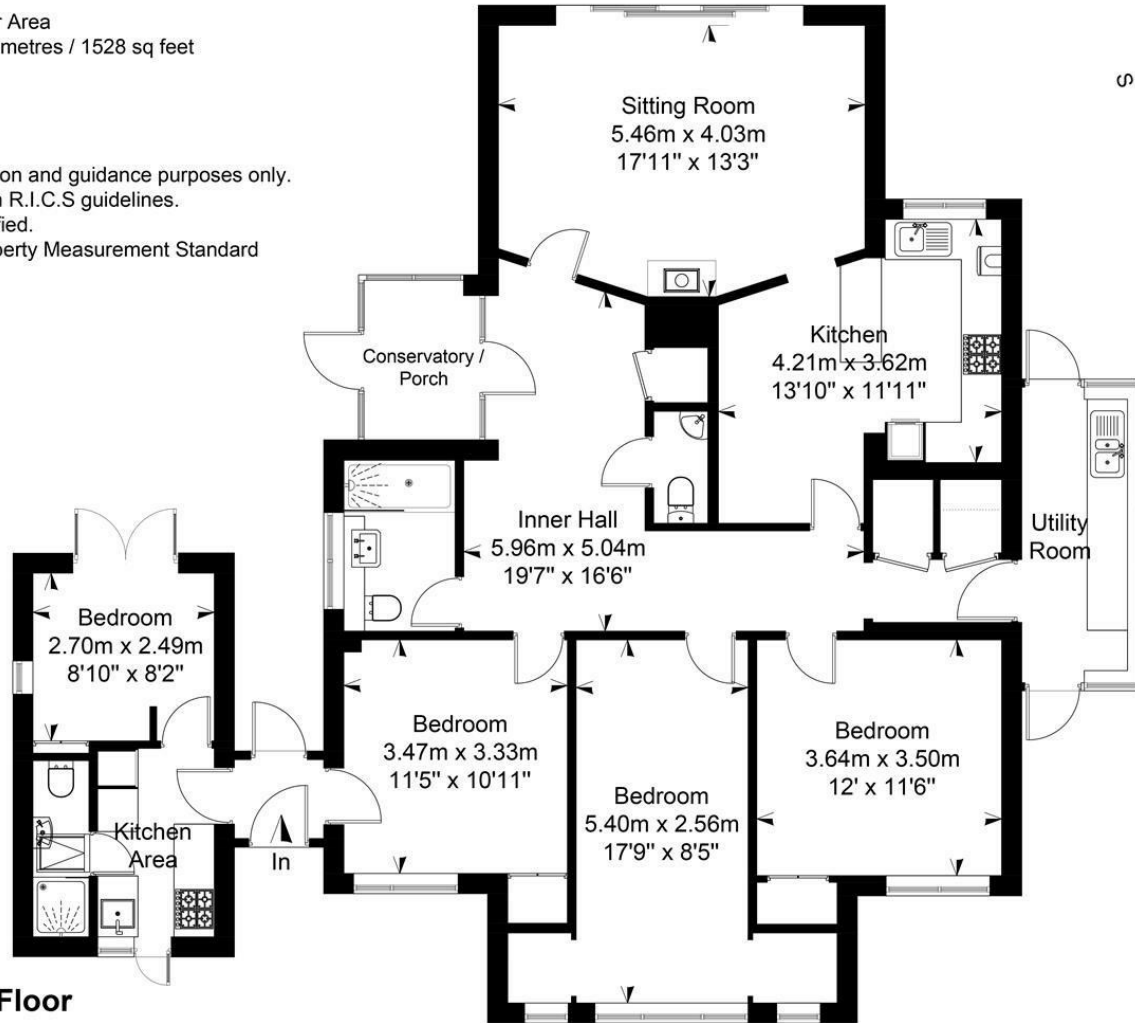 r Area
metres / 1528 sq feet
on and guidance purposes only.
n R.I.C.S guidelines.
fied.
perty Measurement Standard
S
Sitting Room
5.46m x 4.03m
17'11" x 13'3"
Conservatory /
Porch
Kitchen
4.21m x 3.62m
13'10" x 11'11"
Inner Hall
5.96m x 5.04m
19'7" x 16'6"
Utility
Room
Bedroom
2.70m x 2.49m
8'10" x 8'2"
Bedroom
3.47m x 3.33m
11'5" x 10'11"
Bedroom
5.40m x 2.56m
17'9" x 8'5"
Bedroom
3.64m x 3.50m
12' x 11'6"
Kitchen
Area
In
Floor